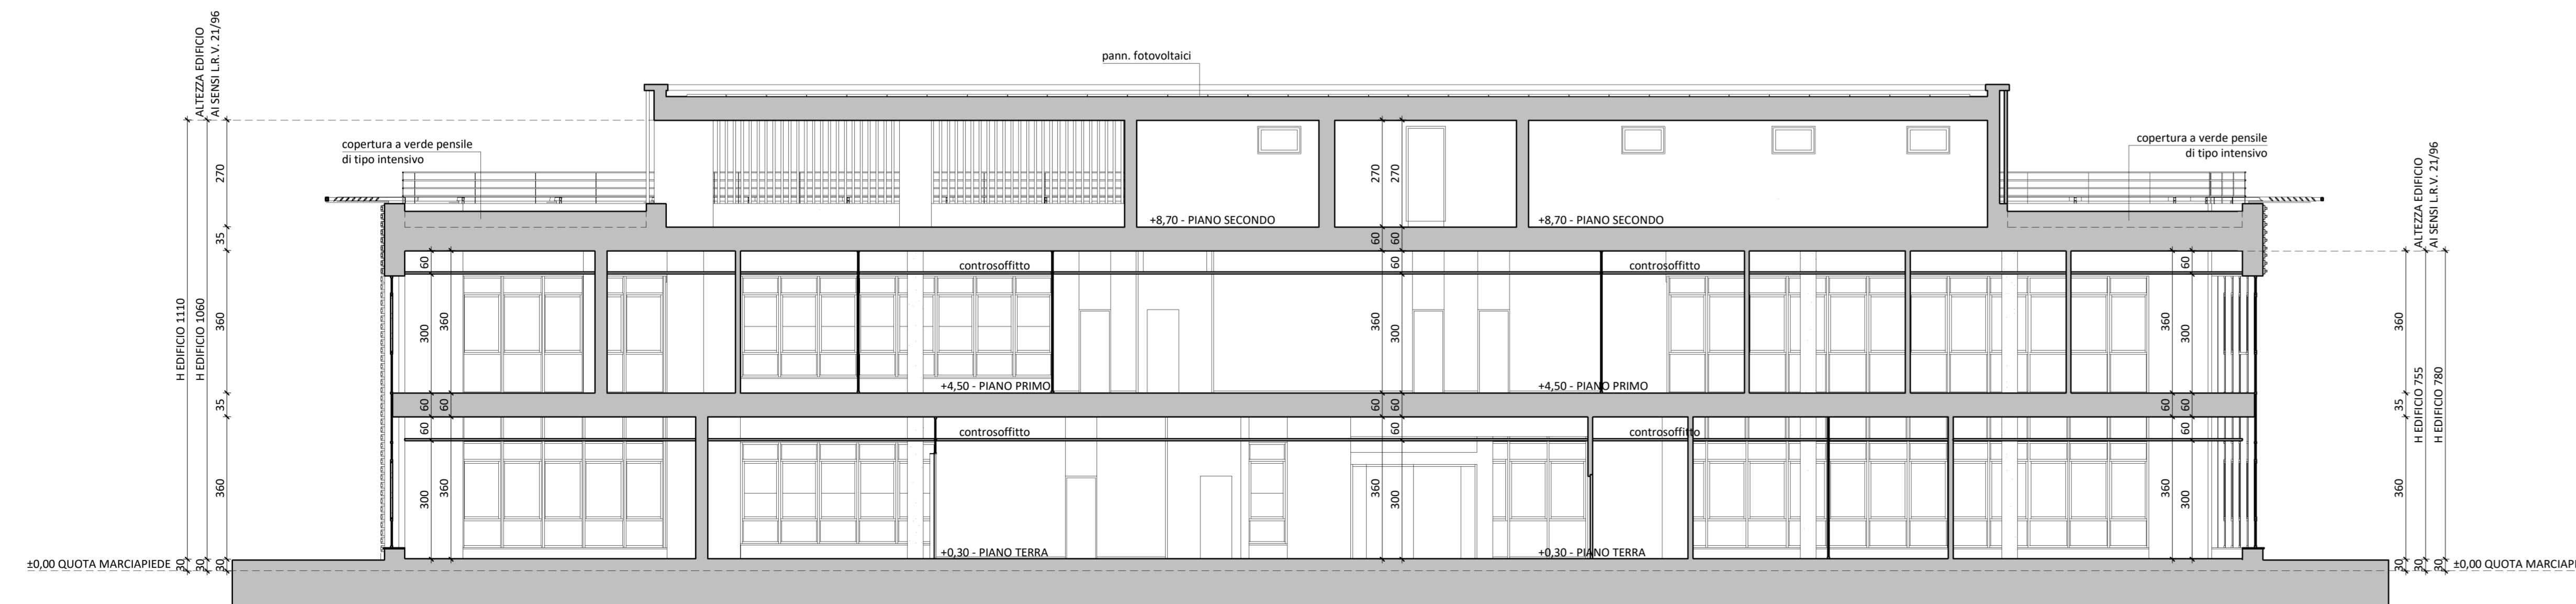 pann. fotovoltaici
ALTEZZA EDIFICIO
AI SENSI L.R.V. 21/96
copertura a verde pensile
di tipo intensivo
copertura a verde pensile
di tipo intensivo
ALTEZZA EDIFICIO
AI SENSI L.R.V. 21/96
270
270
270
+8,70 - PIANO SECONDO
+8,70 - PIANO SECONDO
35
60
60
60
controsoffitto
60
controsoffitto
60
H EDIFICIO 1110
H EDIFICIO 1060
360
300
360
360
300
360
300
360
H EDIFICIO 755
H EDIFICIO 780
+4,50 - PIANO PRIMO
+4,50 - PIANO PRIMO
35
60
60
60
60
60
60
35
60
controsoffitto
60
controsoffitto
60
360
300
360
360
300
360
300
360
+0,30 - PIANO TERRA
+0,30 - PIANO TERRA
±0,00 QUOTA MARCIAPIEDE
30
30
30
30
30
30
±0,00 QUOTA MARCIAPI